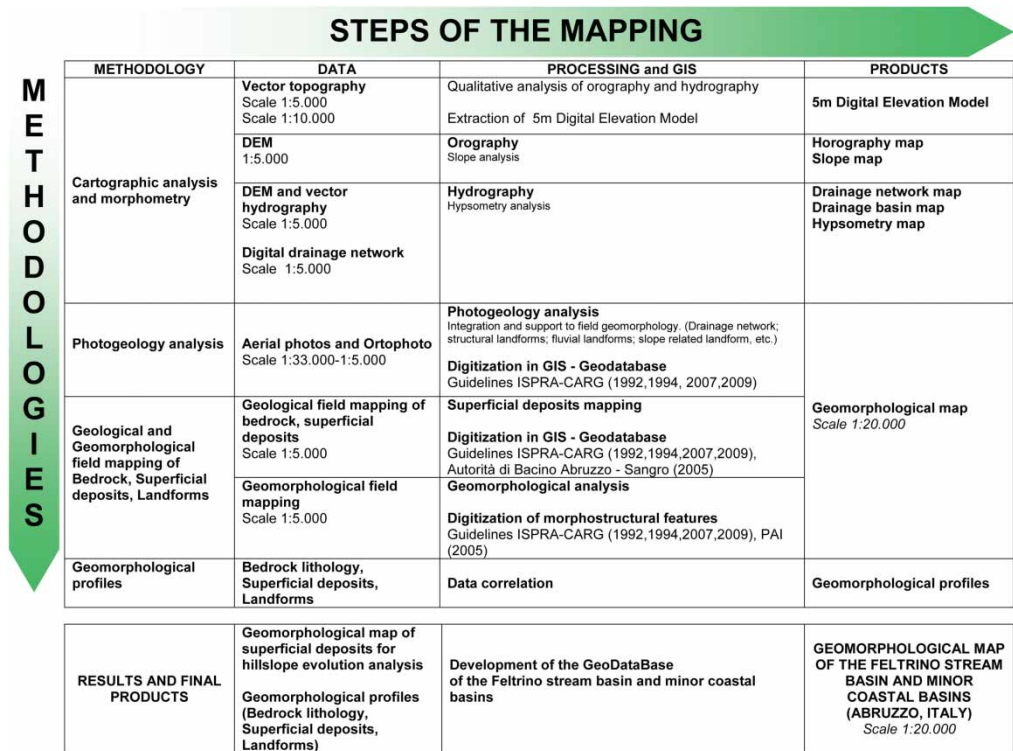 STEPS OF THE MAPPING
METHODOLOGIES
METHODOLOGY
DATA
PROCESSING and GIS
PRODUCTS
Cartographic analysis
and morphometry
Vector topography
Scale 1:5.000
Scale 1:10.000
Qualitative analysis of orography and hydrography
Extraction of 5m Digital Elevation Model
5m Digital Elevation Model
DEM
1:5.000
Orography
Slope analysis
Horography map
Slope map
DEM and vector
hydrography
Scale 1:5.000
Digital drainage network
Scale 1:5.000
Hydrography
Hypsometry analysis
Drainage network map
Drainage basin map
Hypsometry map
Photogeology analysis
Aerial photos and Ortophoto
Scale 1:33.000-1:5.000
Photogeology analysis
Integration and support to field geomorphology. (Drainage network;
structural landforms; fluvial landforms; slope related landform, etc.)
Digitization in GIS - Geodatabase
Guidelines ISPRA-CARG (1992,1994, 2007,2009)
Geomorphological map
Scale 1:20.000
Geological and
Geomorphological
field mapping of
Bedrock, Superficial
deposits, Landforms
Geological field mapping of
bedrock, superficial
deposits
Scale 1:5.000
Superficial deposits mapping
Digitization in GIS - Geodatabase
Guidelines ISPRA-CARG (1992,1994,2007,2009),
Autorità di Bacino Abruzzo - Sangro (2005)
Geomorphological field
mapping
Scale 1:5.000
Geomorphological analysis
Digitization of morphostructural features
Guidelines ISPRA-CARG (1992,1994,2007,2009), PAI
(2005)
Geomorphological
profiles
Bedrock lithology,
Superficial deposits,
Landforms
Data correlation
Geomorphological profiles
RESULTS AND FINAL
PRODUCTS
Geomorphological map of
superficial deposits for
hillslope evolution analysis
Geomorphological profiles
(Bedrock lithology,
Superficial deposits,
Landforms)
Development of the GeoDataBase
of the Feltrino stream basin and minor coastal
basins
GEOMORPHOLOGICAL MAP
OF THE FELTRINO STREAM
BASIN AND MINOR
COASTAL BASINS
(ABRUZZO, ITALY)
Scale 1:20.000